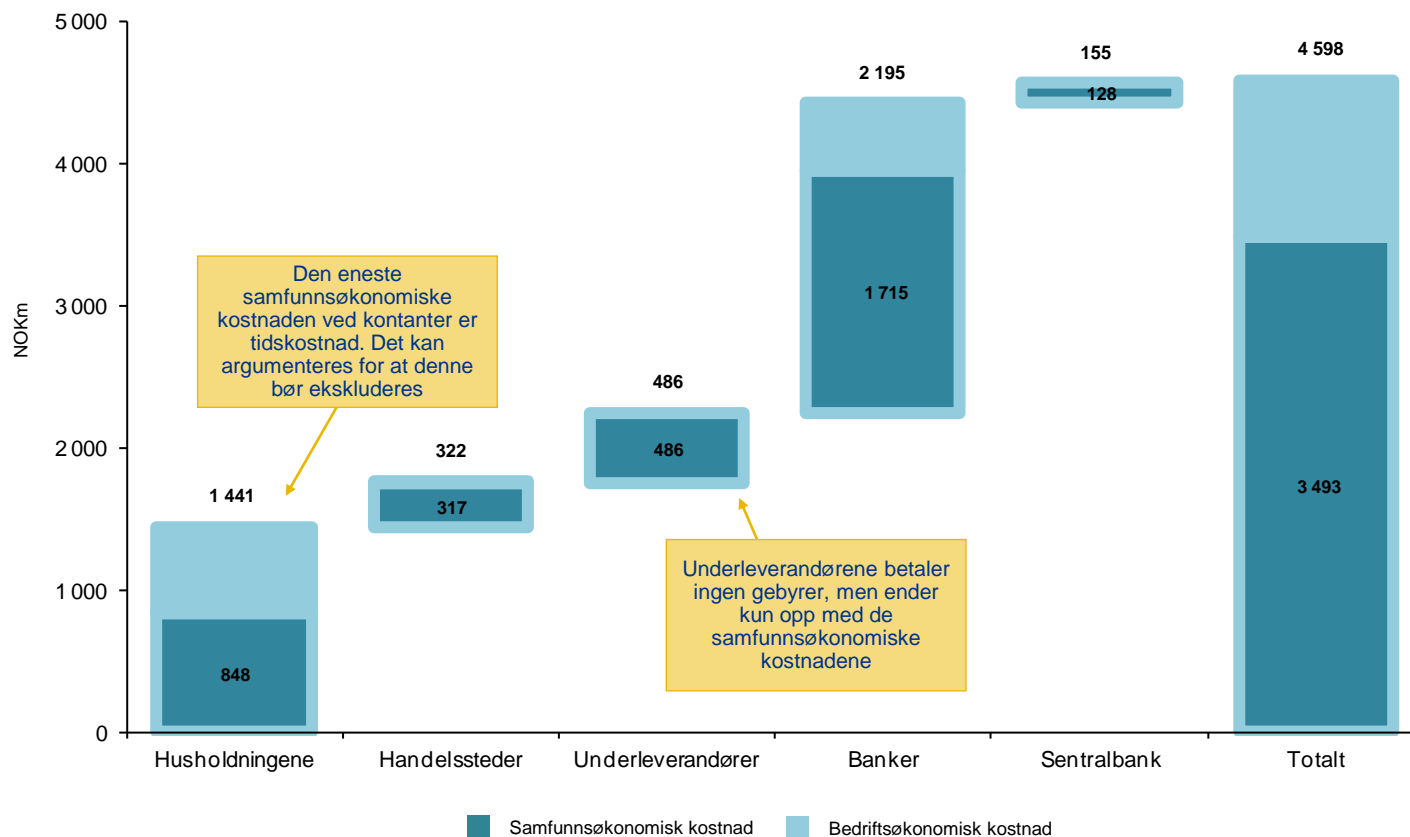 5 000
4 000
3 000
2 000
1 000
0
NOKm
2 195
155
4 598
128
1 715
Den eneste
samfunnsøkonomiske
kostnaden ved kontanter er
tidskostnad. Det kan
argumenteres for at denne
bør ekskluderes
486
486
322
317
1 441
848
3 493
Underleverandørene betaler
ingen gebyrer, men ender
kun opp med de
samfunnsøkonomiske
kostnadene
Husholdningene
Handelssteder
Underleverandører
Banker
Sentralbank
Totalt
Samfunnsøkonomisk kostnad
Bedriftsøkonomisk kostnad